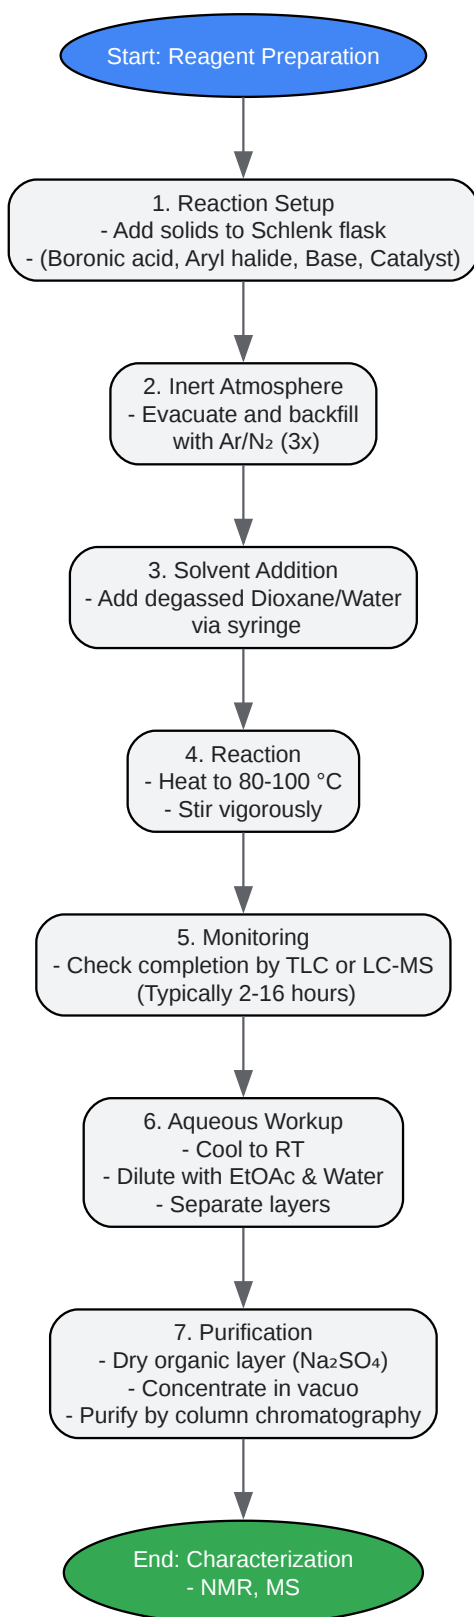 Start: Reagent Preparation
1. Reaction Setup
- Add solids to Schlenk flask
- (Boronic acid, Aryl halide, Base, Catalyst)
2. Inert Atmosphere
- Evacuate and backfill
with Ar/N₂ (3x)
3. Solvent Addition
- Add degassed Dioxane/Water
via syringe
4. Reaction
- Heat to 80-100 °C
- Stir vigorously
5. Monitoring
- Check completion by TLC or LC-MS
(Typically 2-16 hours)
6. Aqueous Workup
- Cool to RT
- Dilute with EtOAc & Water
- Separate layers
7. Purification
- Dry organic layer (Na₂SO₄)
- Concentrate in vacuo
- Purify by column chromatography
End: Characterization
- NMR, MS